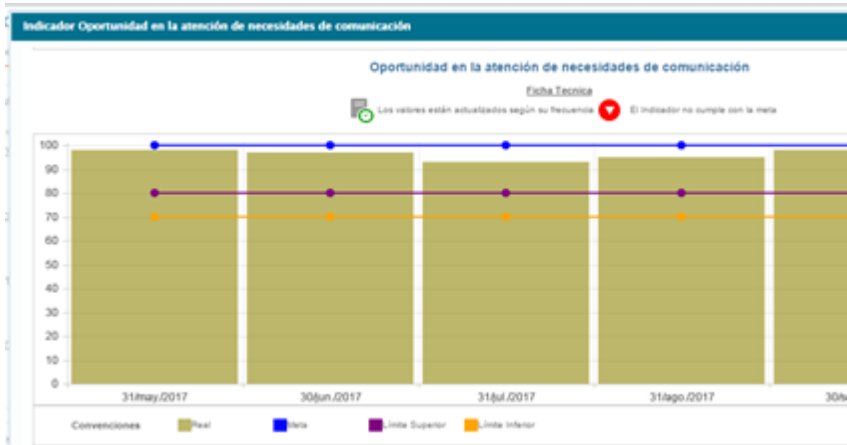 Indicador Oportunidad en la atención de necesidades de comunicación
Oportunidad en la atención de necesidades de comunicación
Ficha Tecnica
Los valores están actualizados según su frecuencia El Indicador no cumple con la meta
100
90
80
70
60
50
40
30
20
10
0
31/may./2017 30/jun./2017 31/jul./2017 31/ago./2017
Convenciones Real Meta Límite Superior Límite Inferior